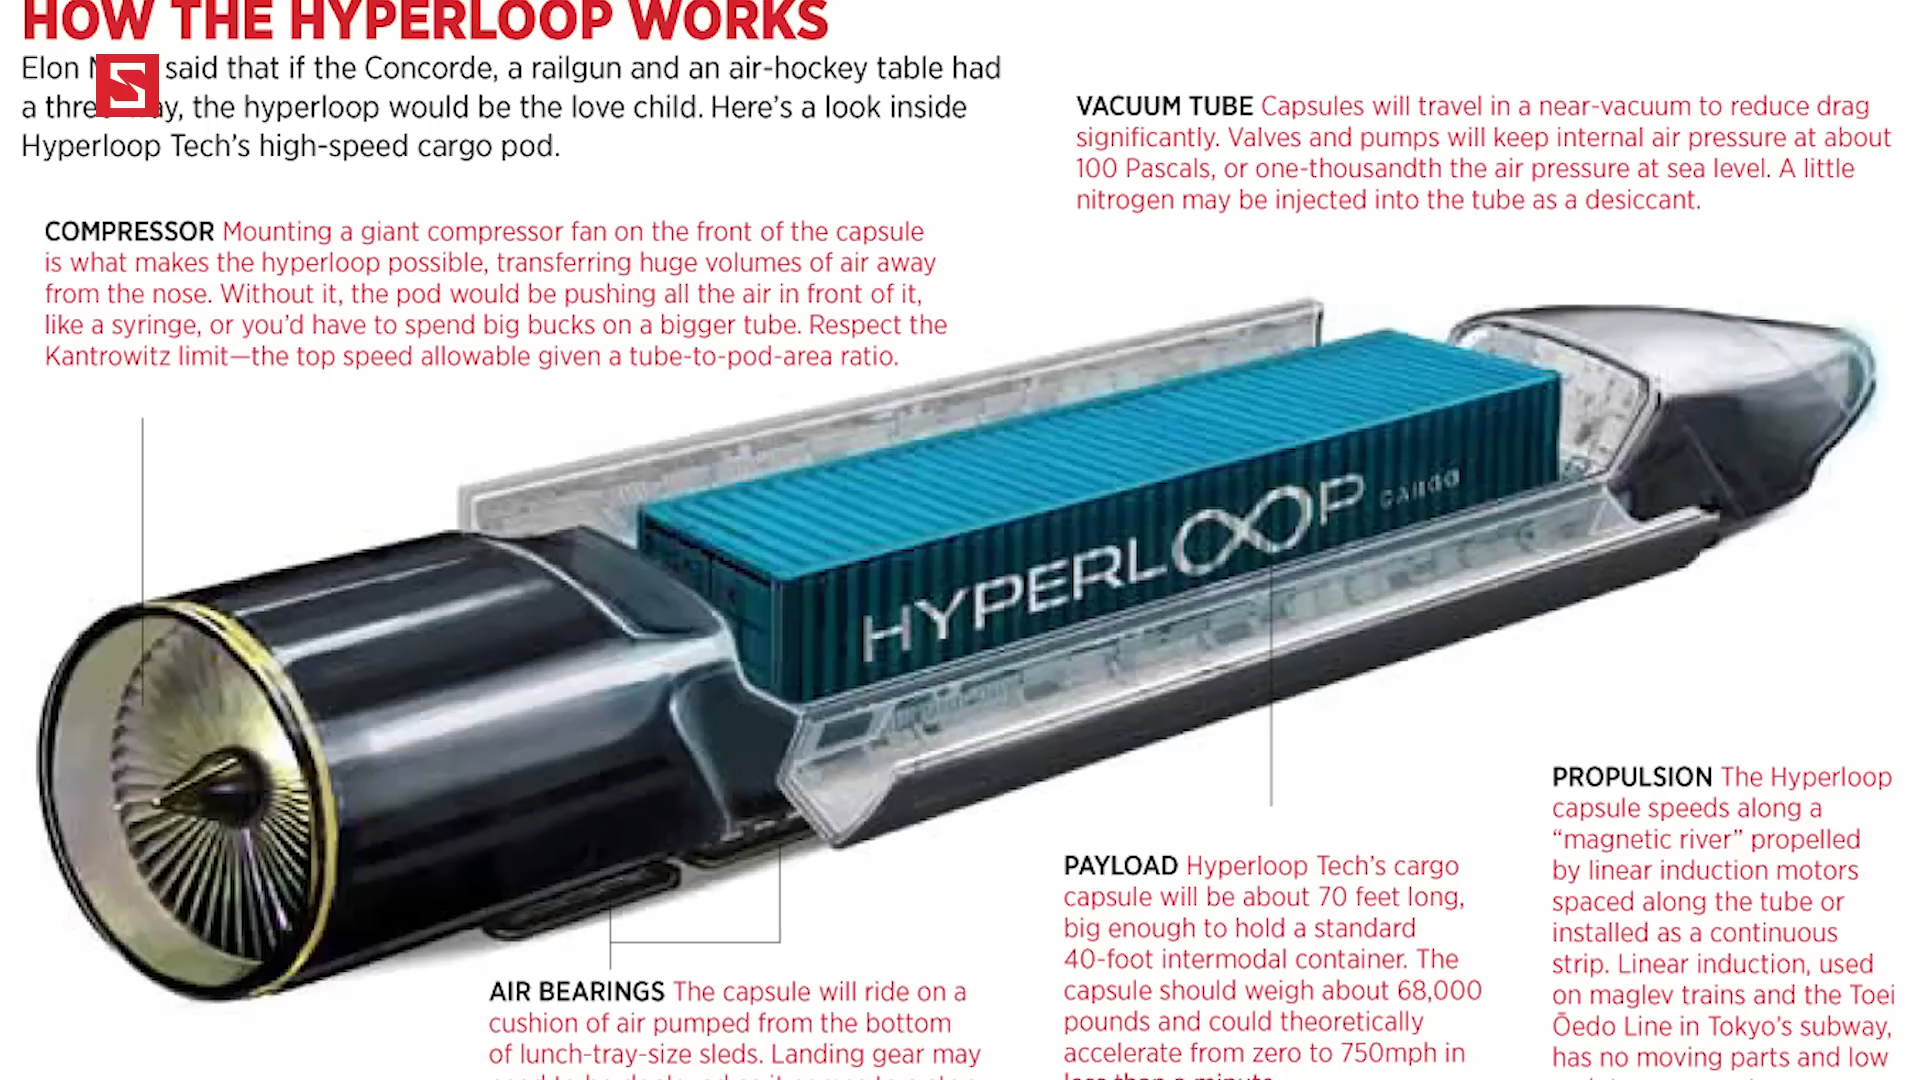 HOW THE HYPERLOOP WORKS
Elon said that if the Concorde, a railgun and an air-hockey table had
a the hyperloop would be the love child. Here's a look inside
Hyperloop Tech's high-speed cargo pod.
VACUUM TUBE Capsules will travel in a near-vacuum to reduce drag
significantly. Valves and pumps will keep internal air pressure at about
100 Pascals, or one-thousandth the air pressure at sea level. A little
nitrogen may be injected into the tube as a desiccant.
COMPRESSOR Mounting a giant compressor fan on the front of the capsule
is what makes the hyperloop possible, transferring huge volumes of air away
from the nose. Without it, the pod would be pushing all the air in front of it,
like a syringe, or you'd have to spend big bucks on a bigger tube. Respect the
Kantrowitz limit—the top speed allowable given a tube-to-pod-area ratio.
HYPERLOOP CARGO
AIR BEARINGS The capsule will ride on a
cushion of air pumped from the bottom
of lunch-tray-size sleds. Landing gear may
PAYLOAD Hyperloop Tech's cargo
capsule will be about 70 feet long,
big enough to hold a standard
40-foot intermodal container. The
capsule should weigh about 68,000
pounds and could theoretically
accelerate from zero to 750mph in
less than a minute
PROPULSION The Hyperloop
capsule speeds along a
“magnetic river” propelled
by linear induction motors
spaced along the tube or
installed as a continuous
strip. Linear induction, used
on maglev trains and the Toei
Ōedo Line in Tokyo's subway,
has no moving parts and low